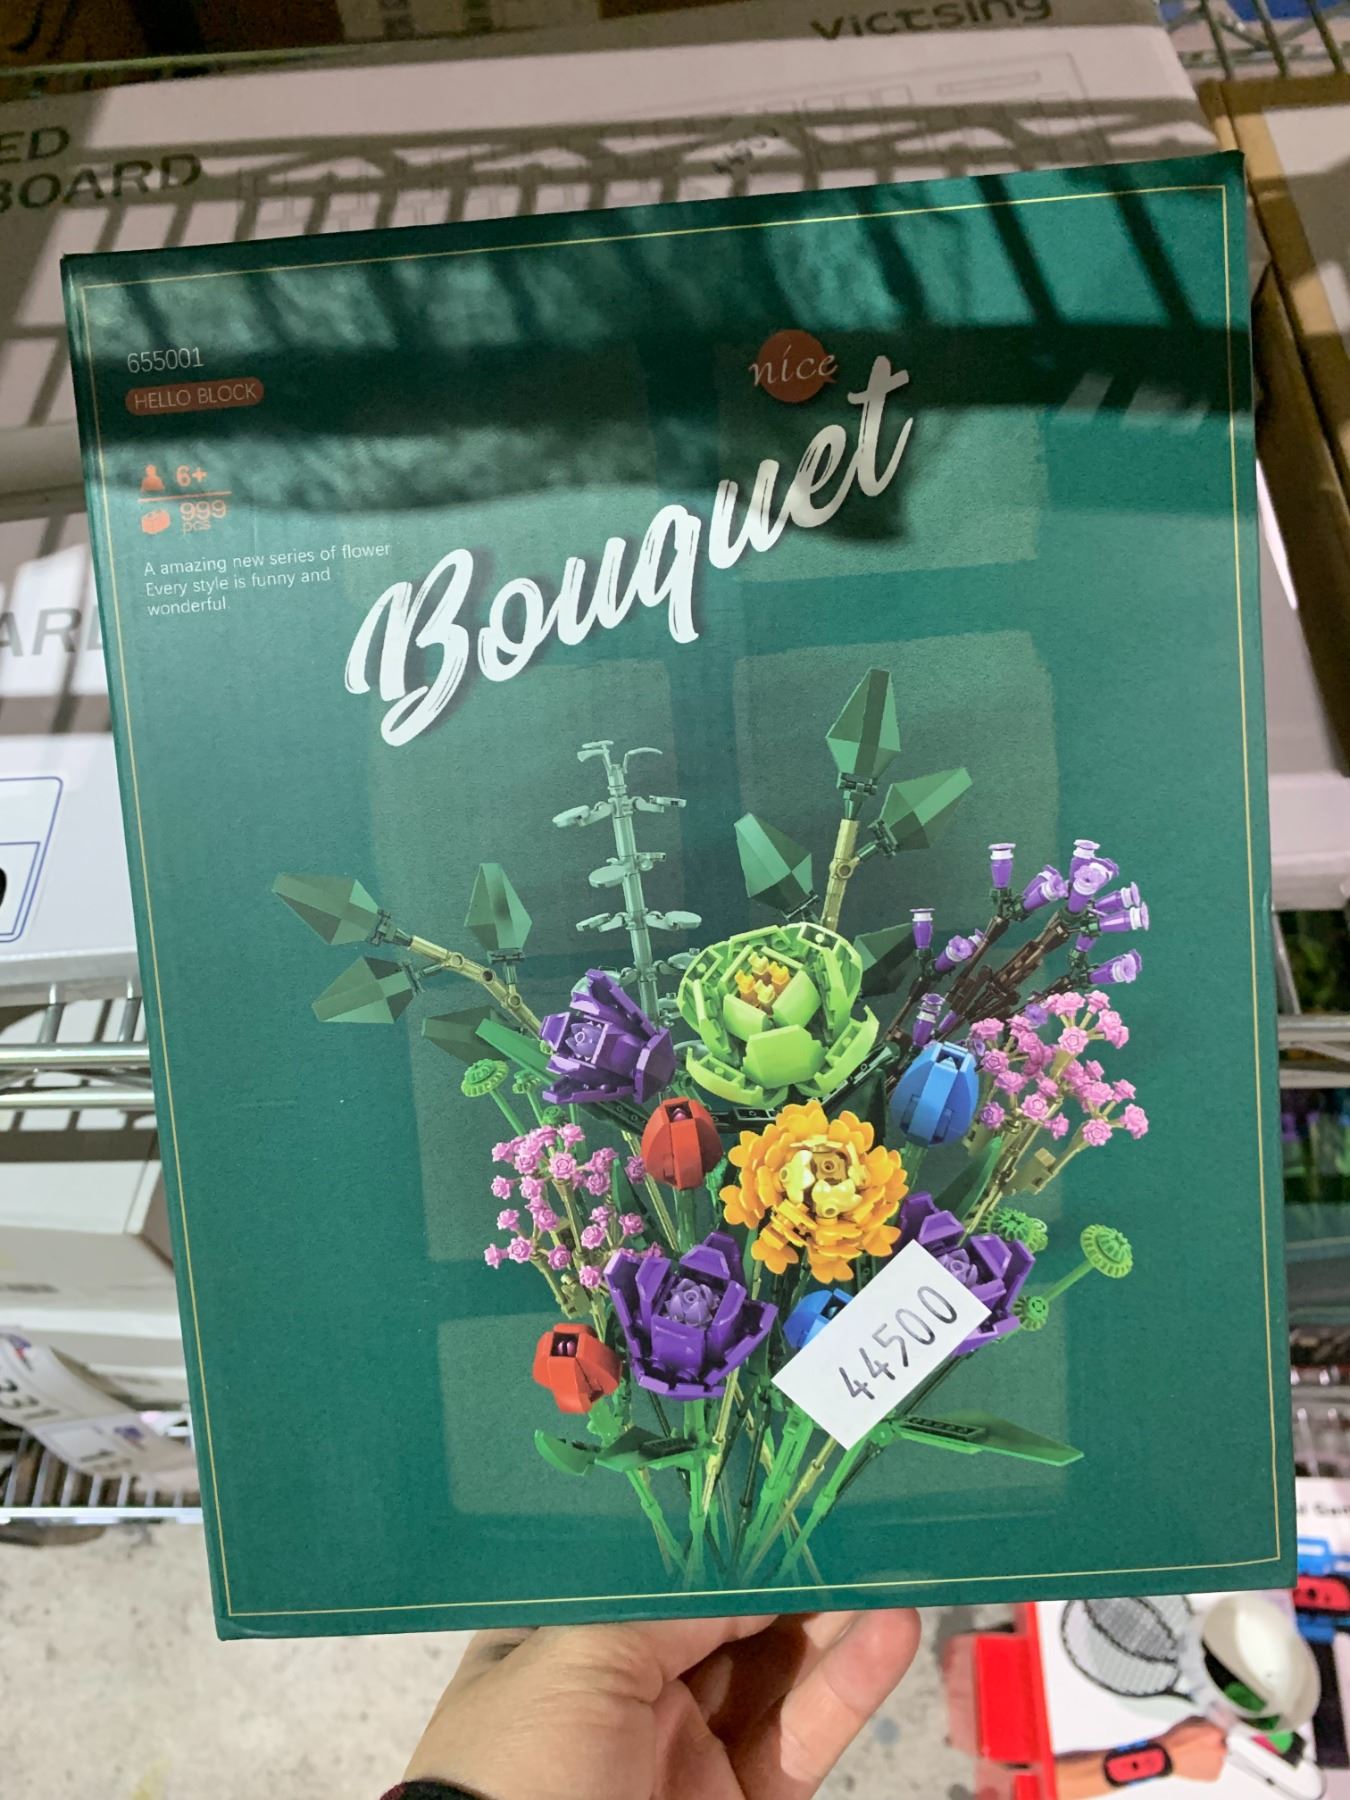 Victsing
ED
BOARD
655001
HELLO BLOCK
nice
Bouquet
6+
999
pcs
A amazing new series of flower
Every style is funny and
wonderful.
44500